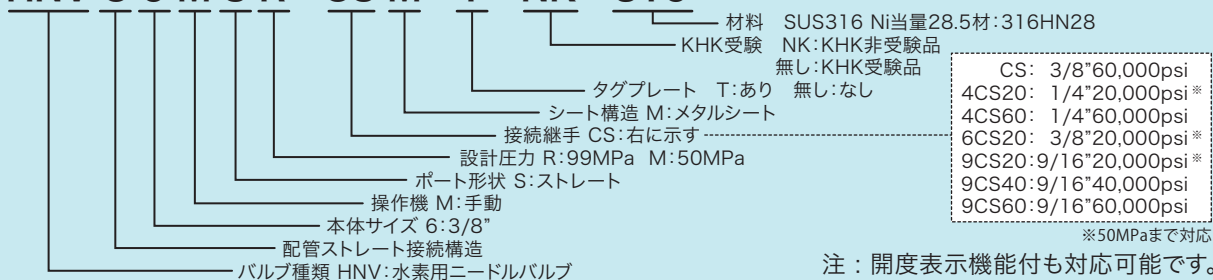 材料　SUS316 Ni当量28.5材：316HN28
KHK受験　NK：KHK非受験品
無し：KHK受験品
タグプレート　T：あり　無し：なし
シート構造 M：メタルシート
接続継手 CS：右に示す
設計圧力 R：99MPa　M：50MPa
ポート形状 S：ストレート
操作機 M：手動
本体サイズ 6：3/8”
配管ストレート接続構造
バルブ種類 HNV：水素用ニードルバルブ
CS： 3/8”60,000psi
4CS20： 1/4”20,000psi※
4CS60： 1/4”60,000psi
6CS20： 3/8”20,000psi※
9CS20：9/16”20,000psi※
9CS40：9/16”40,000psi
9CS60：9/16”60,000psi
※50MPaまで対応
注：開度表示機能付も対応可能です。